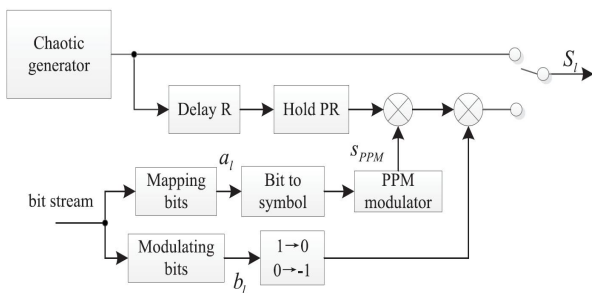 Chaotic
generator
S_l
Delay R
Hold PR
s_PPM
a_l
bit stream
Mapping
bits
Bit to
symbol
PPM
modulator
Modulating
bits
b_l
1→0
0→-1